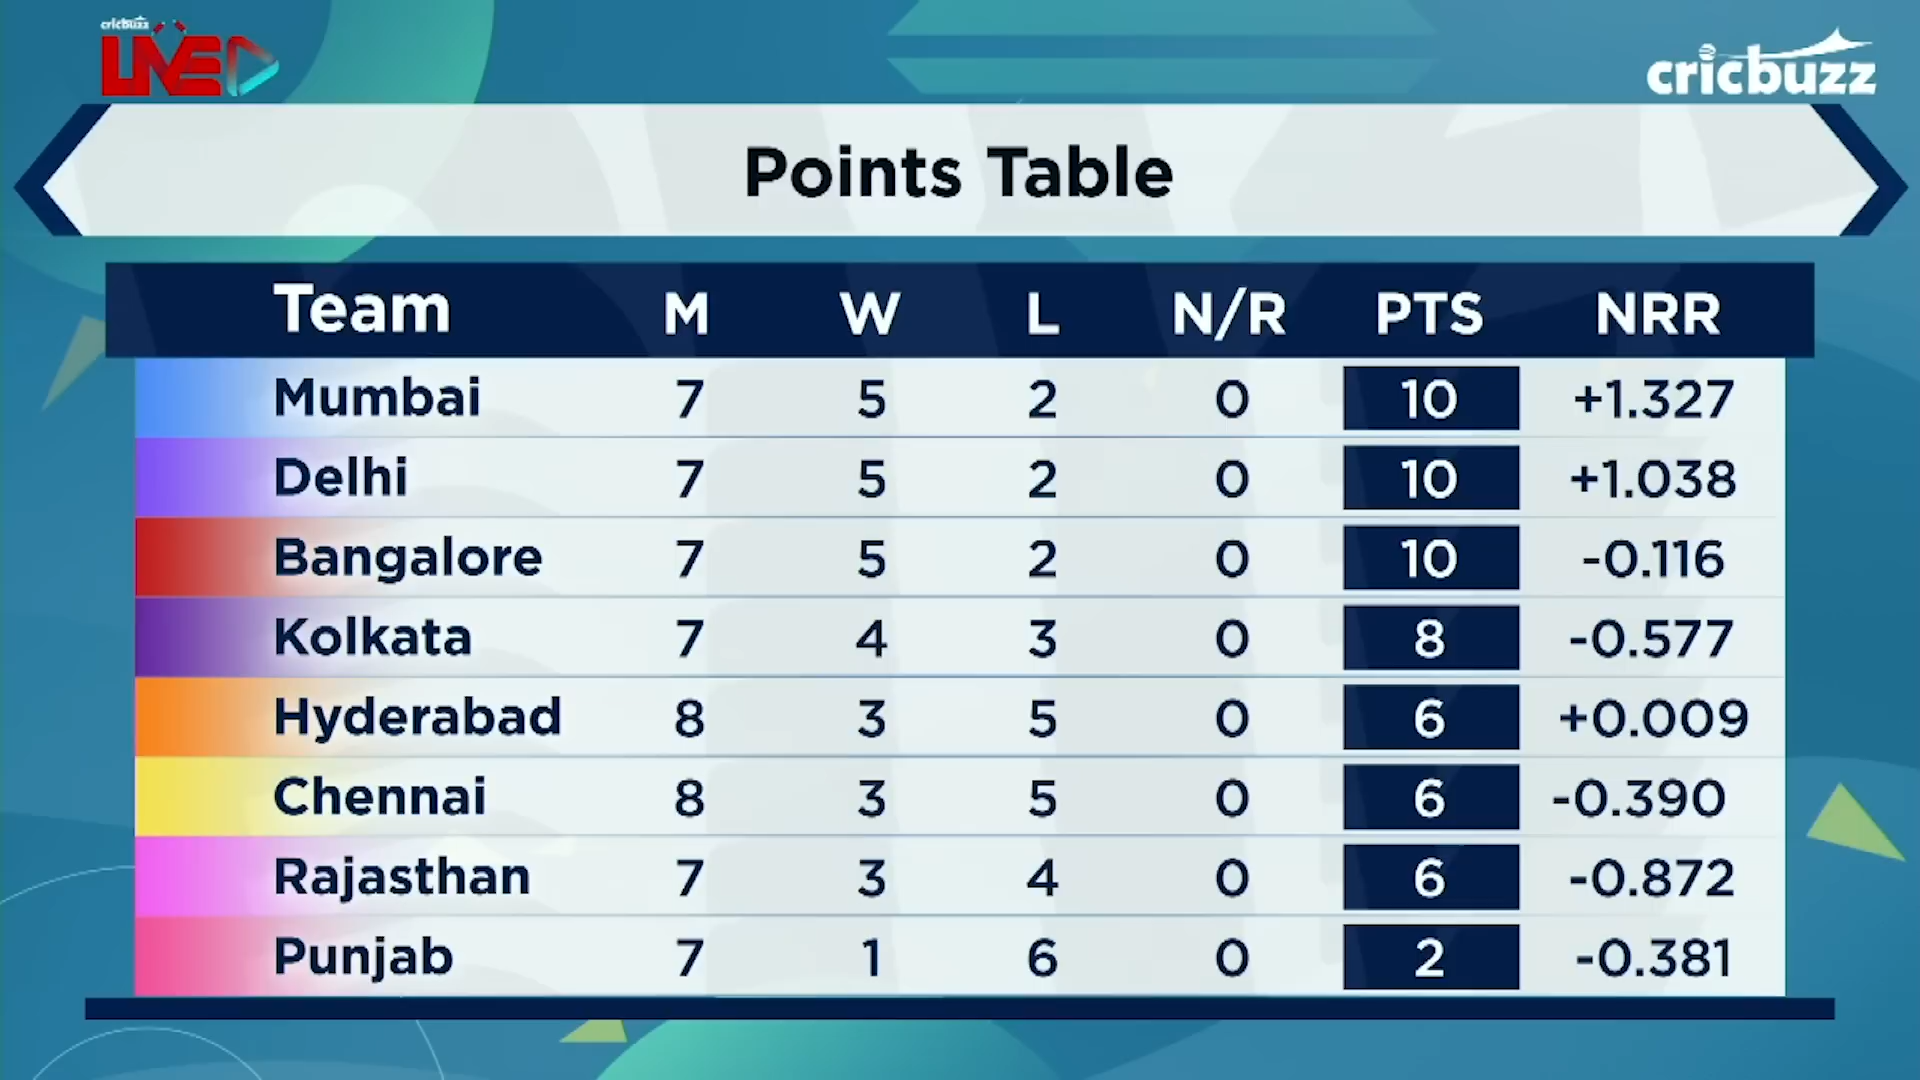 cricbuzz
LIVE
cricbuzz
Points Table
Team M W L N/R PTS NRR
Mumbai 7 5 2 0 10 +1.327
Delhi 7 5 2 0 10 +1.038
Bangalore 7 5 2 0 10 -0.116
Kolkata 7 4 3 0 8 -0.577
Hyderabad 8 3 5 0 6 +0.009
Chennai 8 3 5 0 6 -0.390
Rajasthan 7 3 4 0 6 -0.872
Punjab 7 1 6 0 2 -0.381